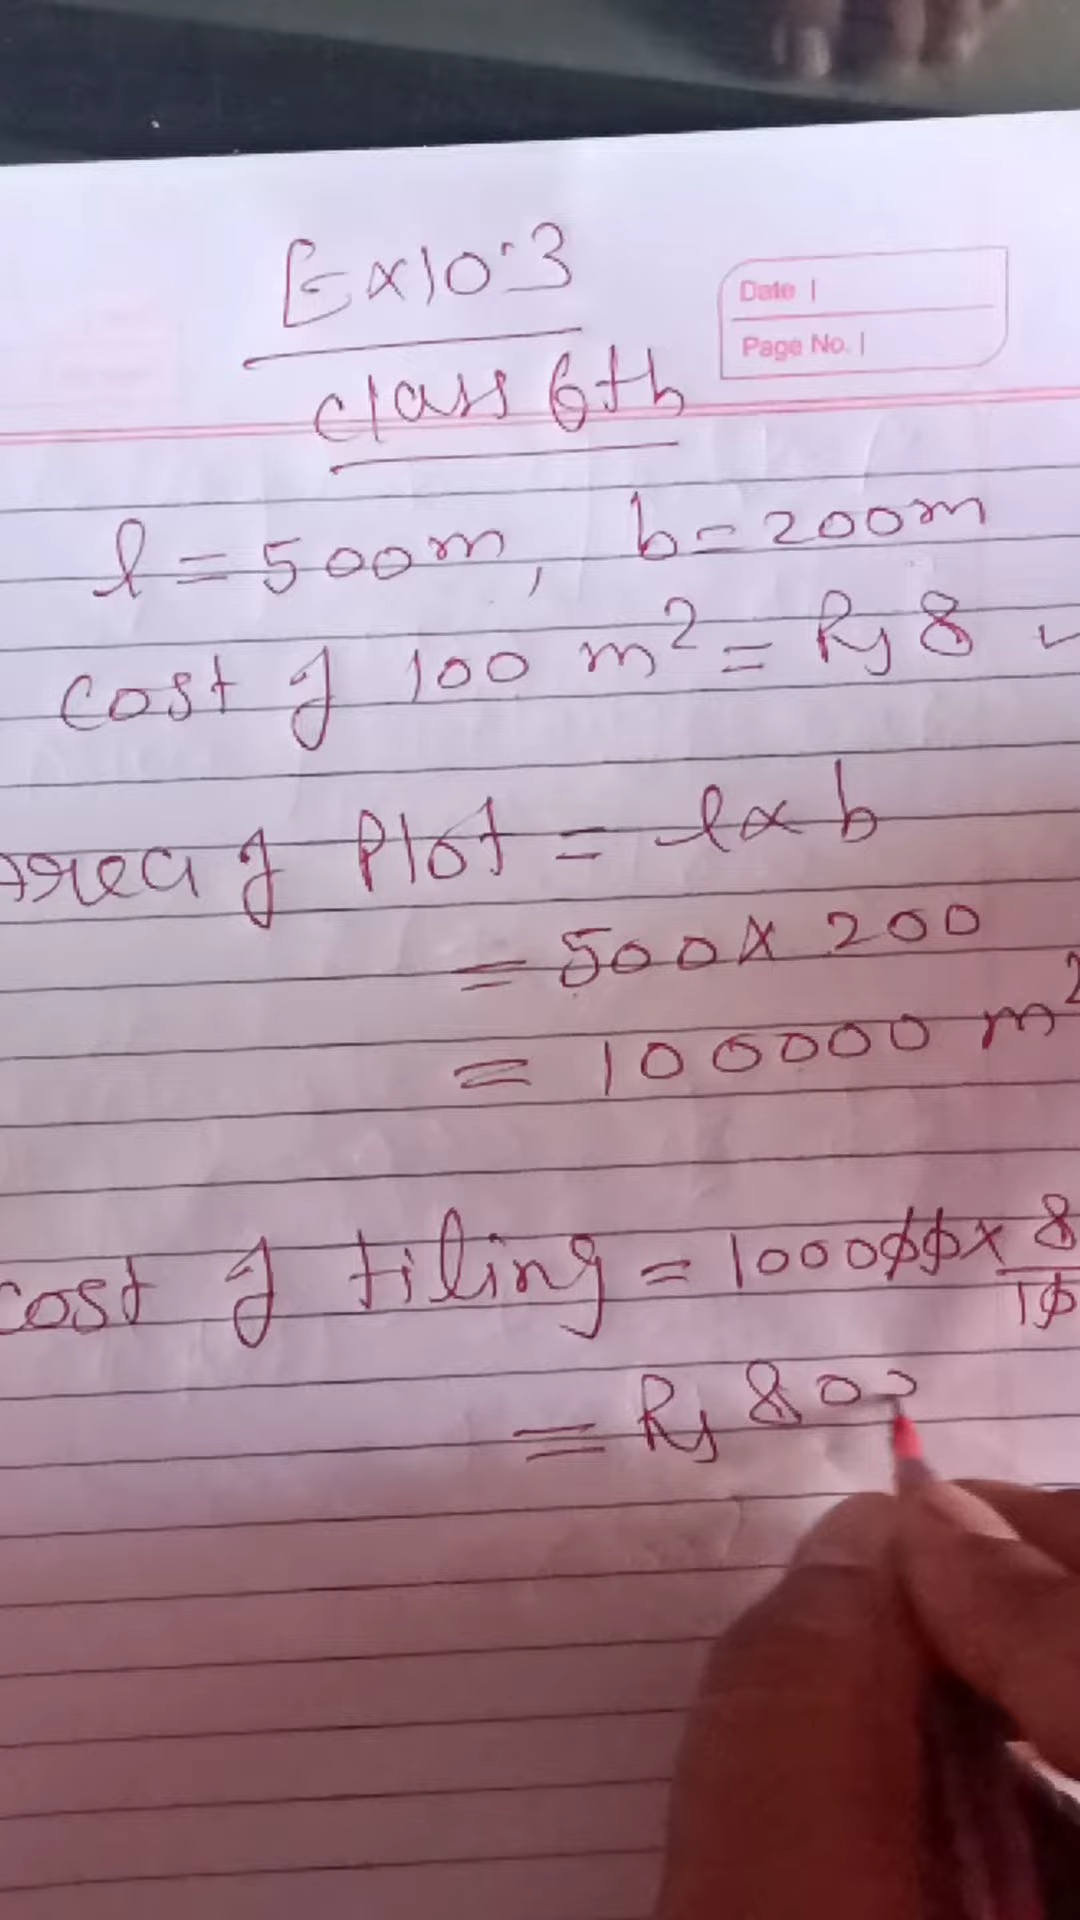 Ex 10.3
Date
Page No.
class 6th
l = 500m, b = 200m
cost of 100 m² = Rs 8
Area of Plot = l × b
= 500 × 200
= 100000 m²
cost of tiling = 100000 × 8
10
= Rs 800